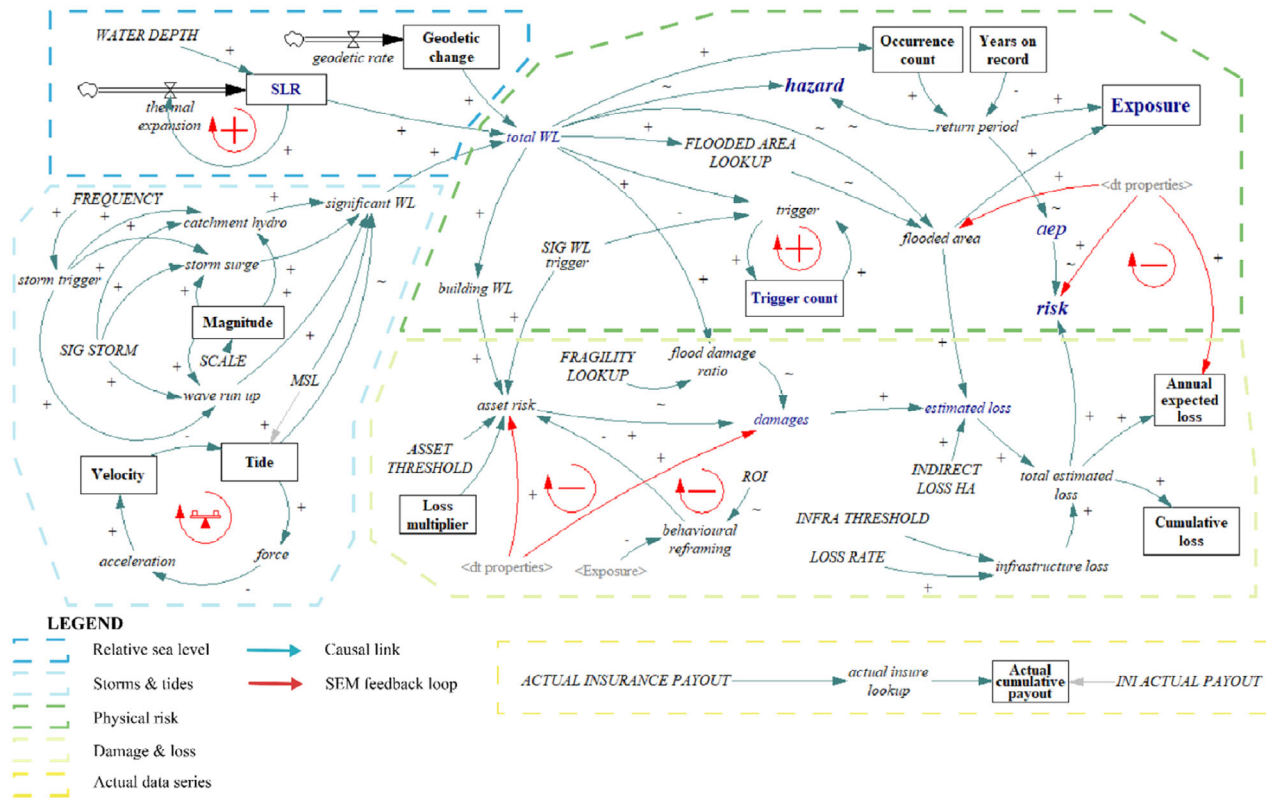 WATER DEPTH
geodetic rate
Geodetic
change
SLR
thermal
expansion
Occurrence
count
Years on
record
hazard
Exposure
return period
total WL
FLOODED AREA
LOOKUP
<dt properties>
FREQUENCY
catchment hydro
significant WL
trigger
flooded area
aep
storm trigger
storm surge
SIG WL
trigger
building WL
Trigger count
risk
Magnitude
SIG STORM
SCALE
MSL
wave run up
FRAGILITY
LOOKUP
flood damage
ratio
Annual
expected
loss
asset risk
damages
estimated loss
ASSET
THRESHOLD
Velocity
Tide
ROI
INDIRECT
LOSS HA
total estimated
loss
Loss
multiplier
behavioural
reframing
INFRA THRESHOLD
Cumulative
loss
acceleration
force
<dt properties>
<Exposure>
LOSS RATE
infrastructure loss
LEGEND
Relative sea level
Causal link
Storms & tides
SEM feedback loop
Physical risk
Damage & loss
Actual data series
ACTUAL INSURANCE PAYOUT
actual insure
lookup
Actual
cumulative
payout
INI ACTUAL PAYOUT